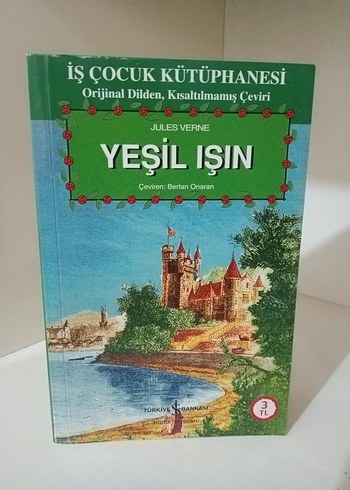 İŞ ÇOCUK KÜTÜPHANESİ
Orijinal Dilden, Kısaltılmamış Çeviri
JULES VERNE
YEŞİL IŞIN
Çeviren: Bertan Onaran
TÜRKİYE İŞ BANKASI
3
TL